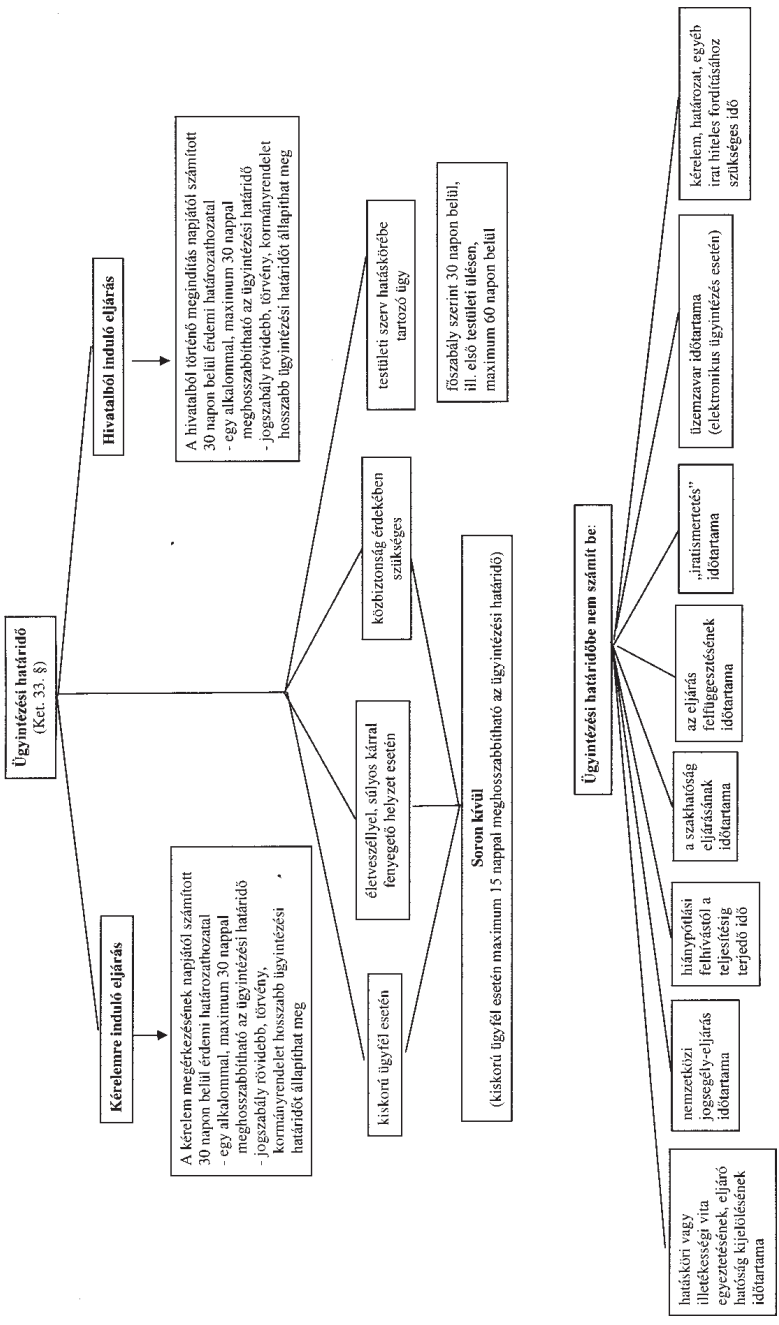 Ügyintézési határidő
(Ket. 33. §)
Kérelemre induló eljárás
Hivatalból induló eljárás
A kérelem megérkezésének napjától számított
30 napon belül érdemi határozathozatal
- egy alkalommal, maximum 30 nappal
meghosszabbítható az ügyintézési határidő
- jogszabály rövidebb, törvény,
kormányrendelet hosszabb ügyintézési
határidőt állapíthat meg
A hivatalból történő megindítás napjától számított
30 napon belül érdemi határozathozatal
- egy alkalommal, maximum 30 nappal
meghosszabbítható az ügyintézési határidő
- jogszabály rövidebb, törvény, kormányrendelet
hosszabb ügyintézési határidőt állapíthat meg
kiskorú ügyfél esetén
életveszéllyel, súlyos kárral
fenyegető helyzet esetén
közbiztonság érdekében
szükséges
testületi szerv hatáskörébe
tartozó ügy
Soron kívül
(kiskorú ügyfél esetén maximum 15 nappal meghosszabbítható az ügyintézési határidő)
főszabály szerint 30 napon belül,
ill. első testületi ülésen,
maximum 60 napon belül
Ügyintézési határidőbe nem számít be:
hatásköri vagy
illetékességi vita
egyeztetésének, eljáró
hatóság kijelölésének
időtartama
nemzetközi
jogsegély-eljárás
időtartama
hiánypótlási
felhívástól a
teljesítésig
terjedő idő
a szakhatóság
eljárásának
időtartama
az eljárás
felfüggesztésének
időtartama
„iratismertetés”
időtartama
üzemzavar időtartama
(elektronikus ügyintézés esetén)
kérelem, határozat, egyéb
irat hiteles fordításához
szükséges idő